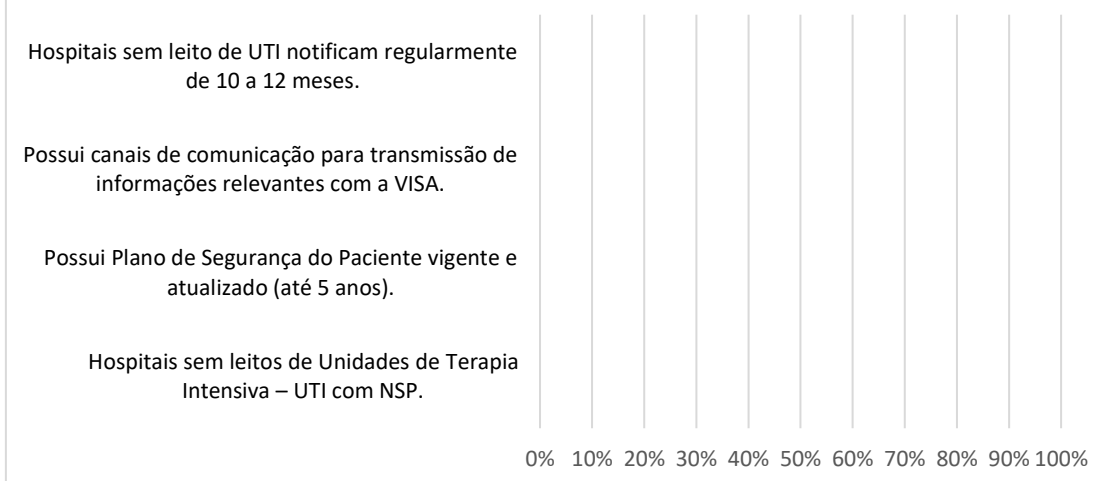 Hospitais sem leito de UTI notificam regularmente
de 10 a 12 meses.
Possui canais de comunicação para transmissão de
informações relevantes com a VISA.
Possui Plano de Segurança do Paciente vigente e
atualizado (até 5 anos).
Hospitais sem leitos de Unidades de Terapia
Intensiva – UTI com NSP.
0% 10% 20% 30% 40% 50% 60% 70% 80% 90% 100%